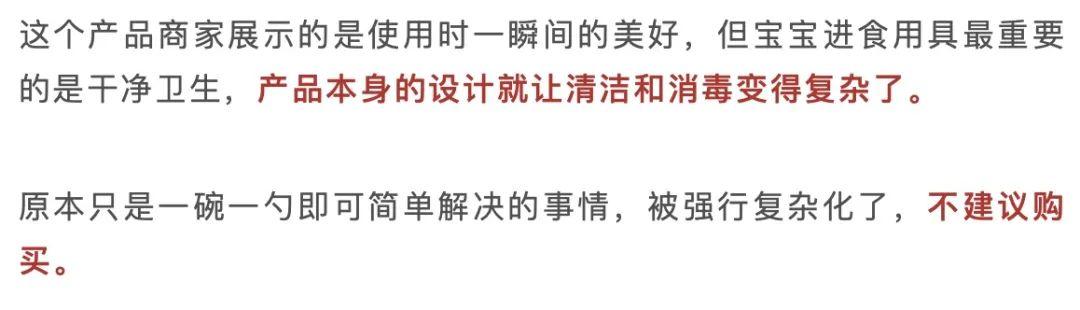 这个产品商家展示的是使用时一瞬间的美好，但宝宝进食用具最重要
的是干净卫生，产品本身的设计就让清洁和消毒变得复杂了。
原本只是一碗一勺即可简单解决的事情，被强行复杂化了，不建议购
买。